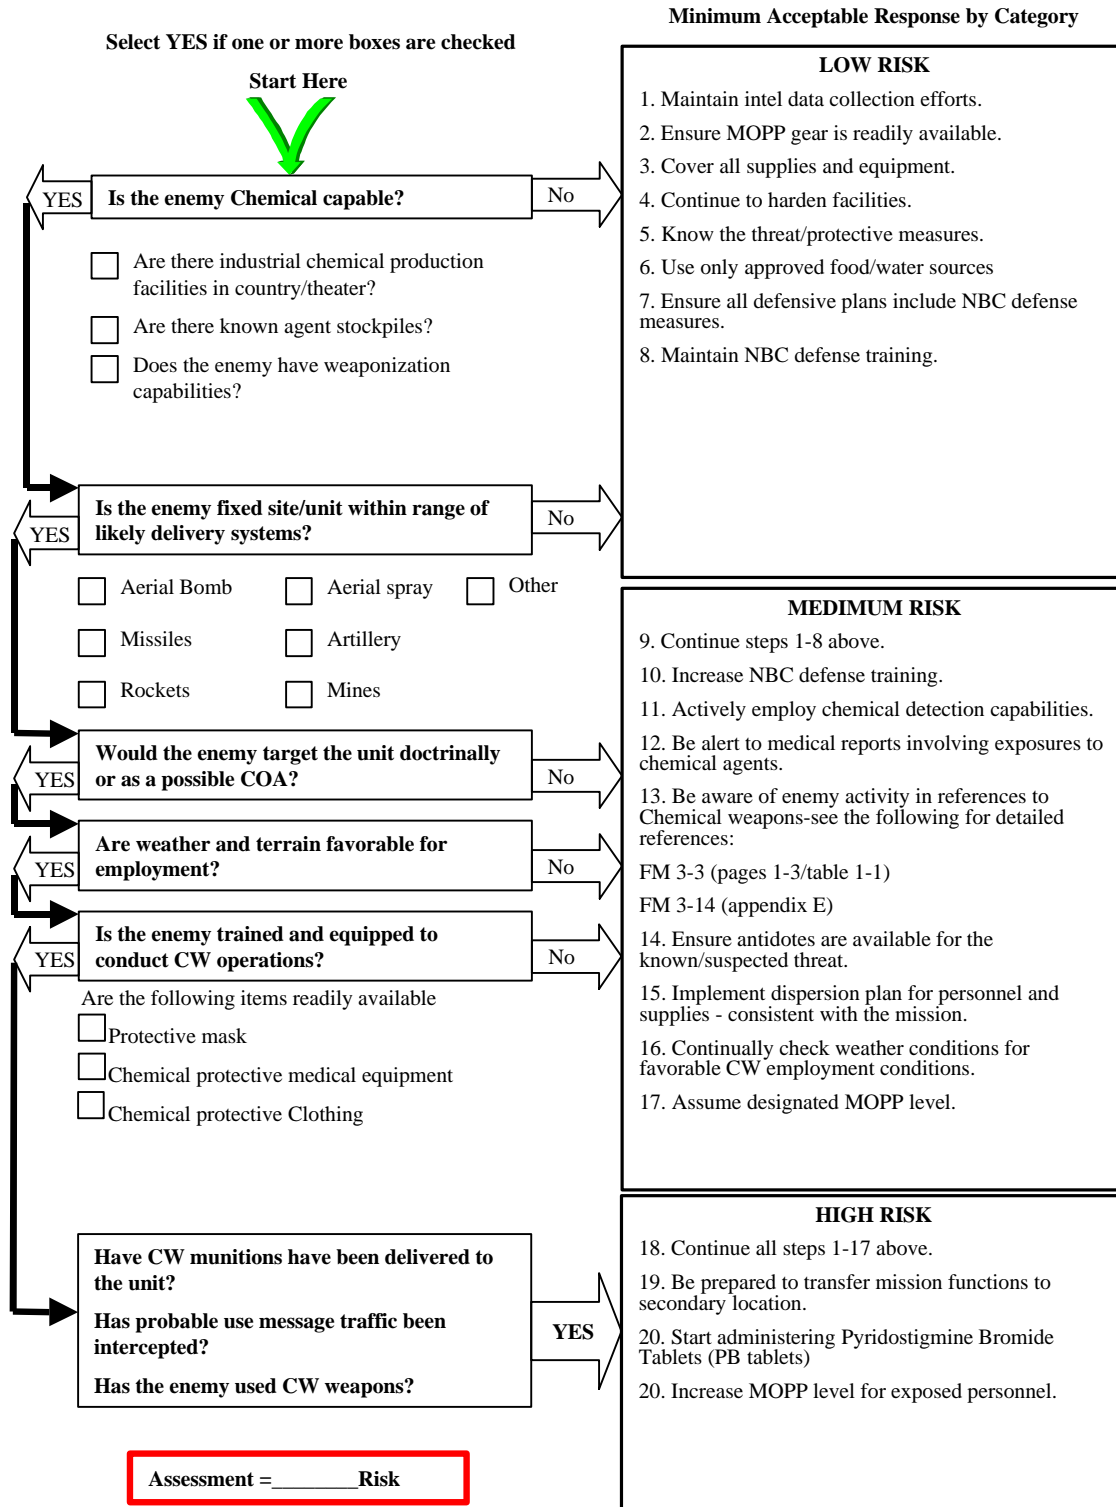 Minimum Acceptable Response by Category
Select YES if one or more boxes are checked
Start Here
YES
Is the enemy Chemical capable?
No
Are there industrial chemical production
facilities in country/theater?
Are there known agent stockpiles?
Does the enemy have weaponization
capabilities?
YES
Is the enemy fixed site/unit within range of
likely delivery systems?
No
Aerial Bomb
Aerial spray
Other
Missiles
Artillery
Rockets
Mines
YES
Would the enemy target the unit doctrinally
or as a possible COA?
No
YES
Are weather and terrain favorable for
employment?
No
YES
Is the enemy trained and equipped to
conduct CW operations?
No
Are the following items readily available
Protective mask
Chemical protective medical equipment
Chemical protective Clothing
Have CW munitions have been delivered to
the unit?
Has probable use message traffic been
intercepted?
Has the enemy used CW weapons?
YES
Assessment =________Risk
LOW RISK
1. Maintain intel data collection efforts.
2. Ensure MOPP gear is readily available.
3. Cover all supplies and equipment.
4. Continue to harden facilities.
5. Know the threat/protective measures.
6. Use only approved food/water sources
7. Ensure all defensive plans include NBC defense
measures.
8. Maintain NBC defense training.
MEDIMUM RISK
9. Continue steps 1-8 above.
10. Increase NBC defense training.
11. Actively employ chemical detection capabilities.
12. Be alert to medical reports involving exposures to
chemical agents.
13. Be aware of enemy activity in references to
Chemical weapons-see the following for detailed
references:
FM 3-3 (pages 1-3/table 1-1)
FM 3-14 (appendix E)
14. Ensure antidotes are available for the
known/suspected threat.
15. Implement dispersion plan for personnel and
supplies - consistent with the mission.
16. Continually check weather conditions for
favorable CW employment conditions.
17. Assume designated MOPP level.
HIGH RISK
18. Continue all steps 1-17 above.
19. Be prepared to transfer mission functions to
secondary location.
20. Start administering Pyridostigmine Bromide
Tablets (PB tablets)
20. Increase MOPP level for exposed personnel.